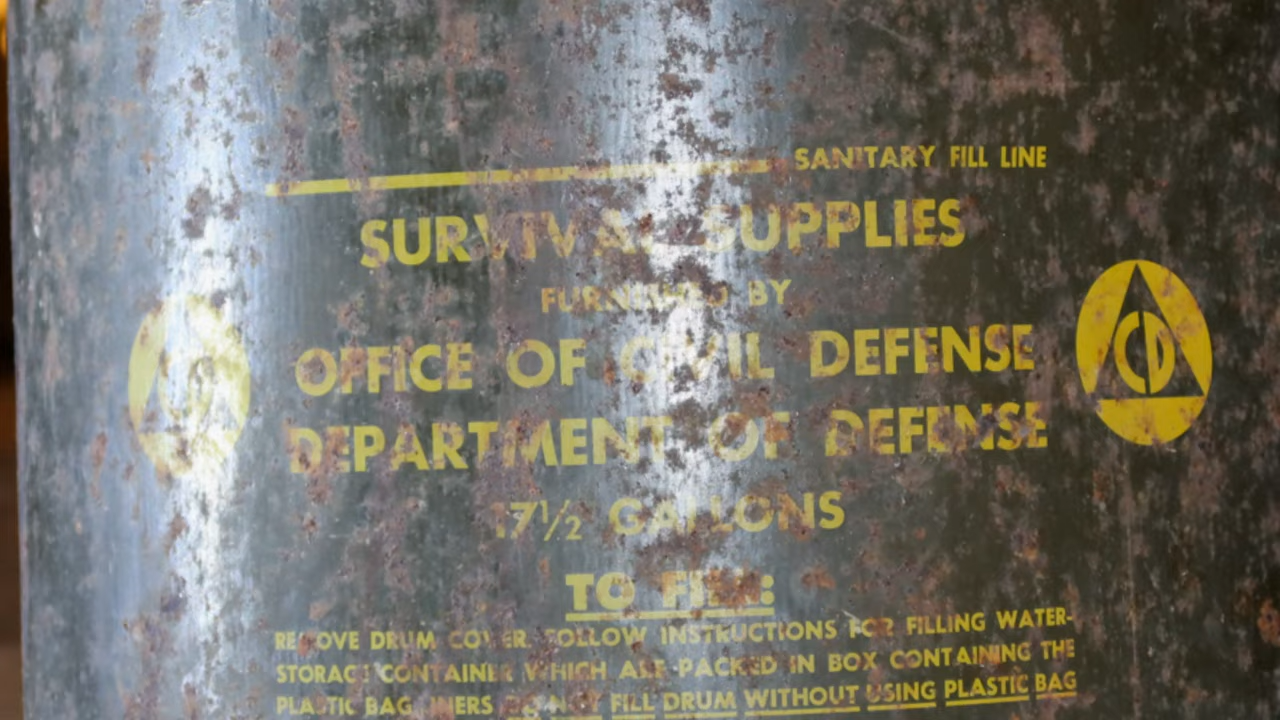 SANITARY FILL LINE
SURVIVAL SUPPLIES
FURNISHED BY
OFFICE OF CIVIL DEFENSE
CD
CD
DEPARTMENT OF DEFENSE
17½ GALLONS
TO FILL:
REMOVE DRUM COVER. FOLLOW INSTRUCTIONS FOR FILLING WATER-
STORAGE CONTAINER WHICH ARE PACKED IN BOX CONTAINING THE
PLASTIC BAG LINERS DO NOT FILL DRUM WITHOUT USING PLASTIC BAG